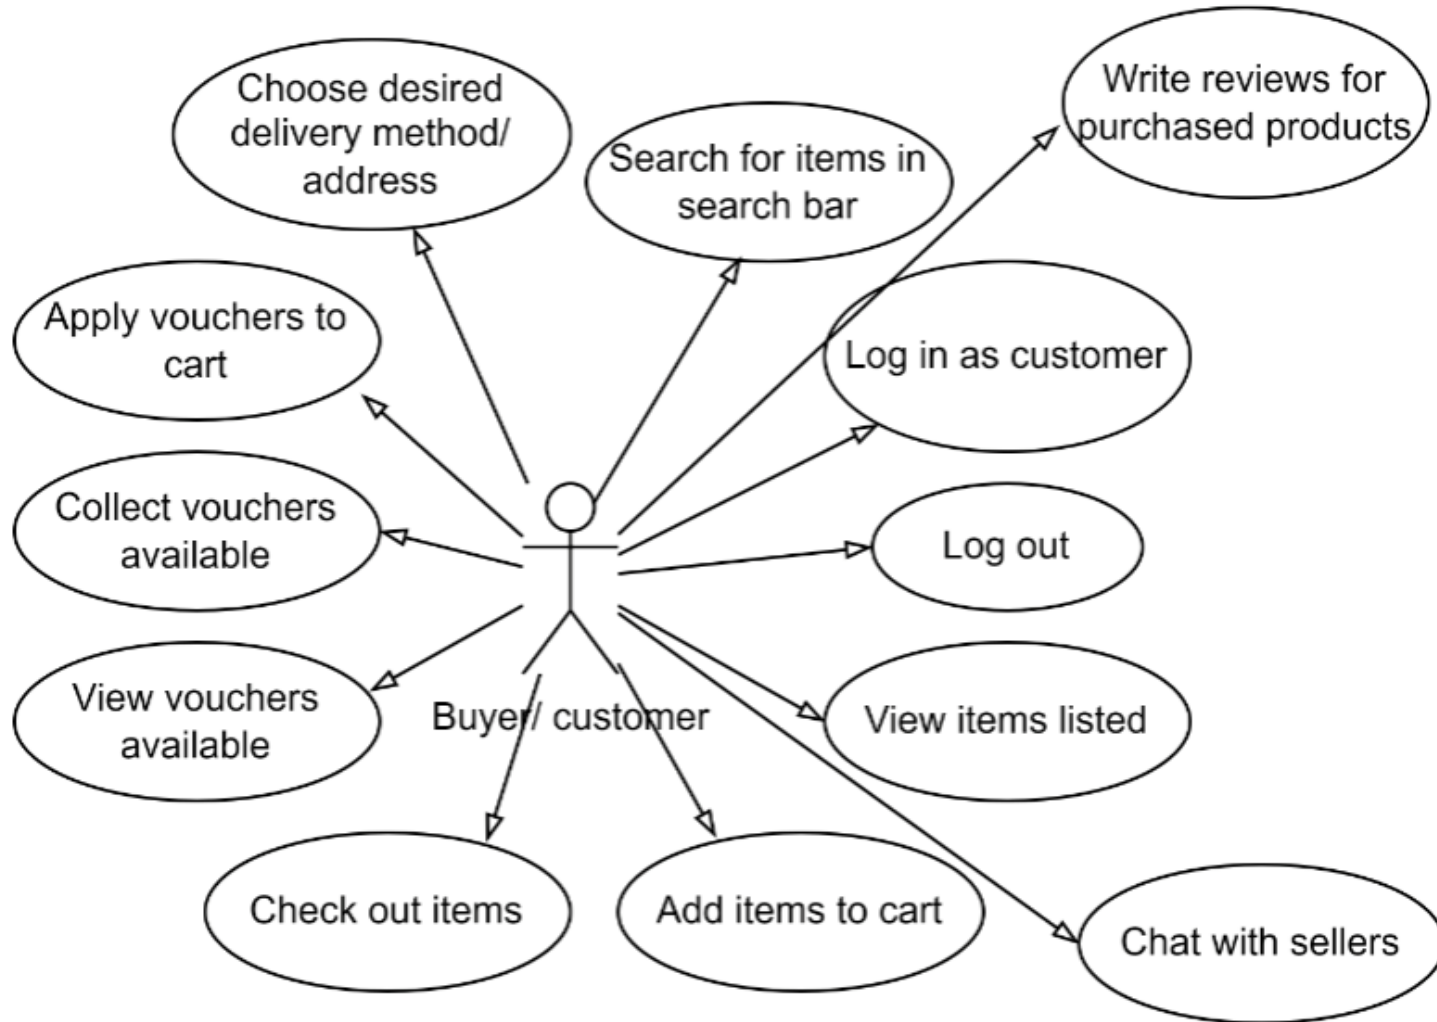 Choose desired
delivery method/
address
Search for items in
search bar
Write reviews for
purchased products
Apply vouchers to
cart
Log in as customer
Collect vouchers
available
Log out
View vouchers
available
Buyer/ customer
View items listed
Check out items
Add items to cart
Chat with sellers